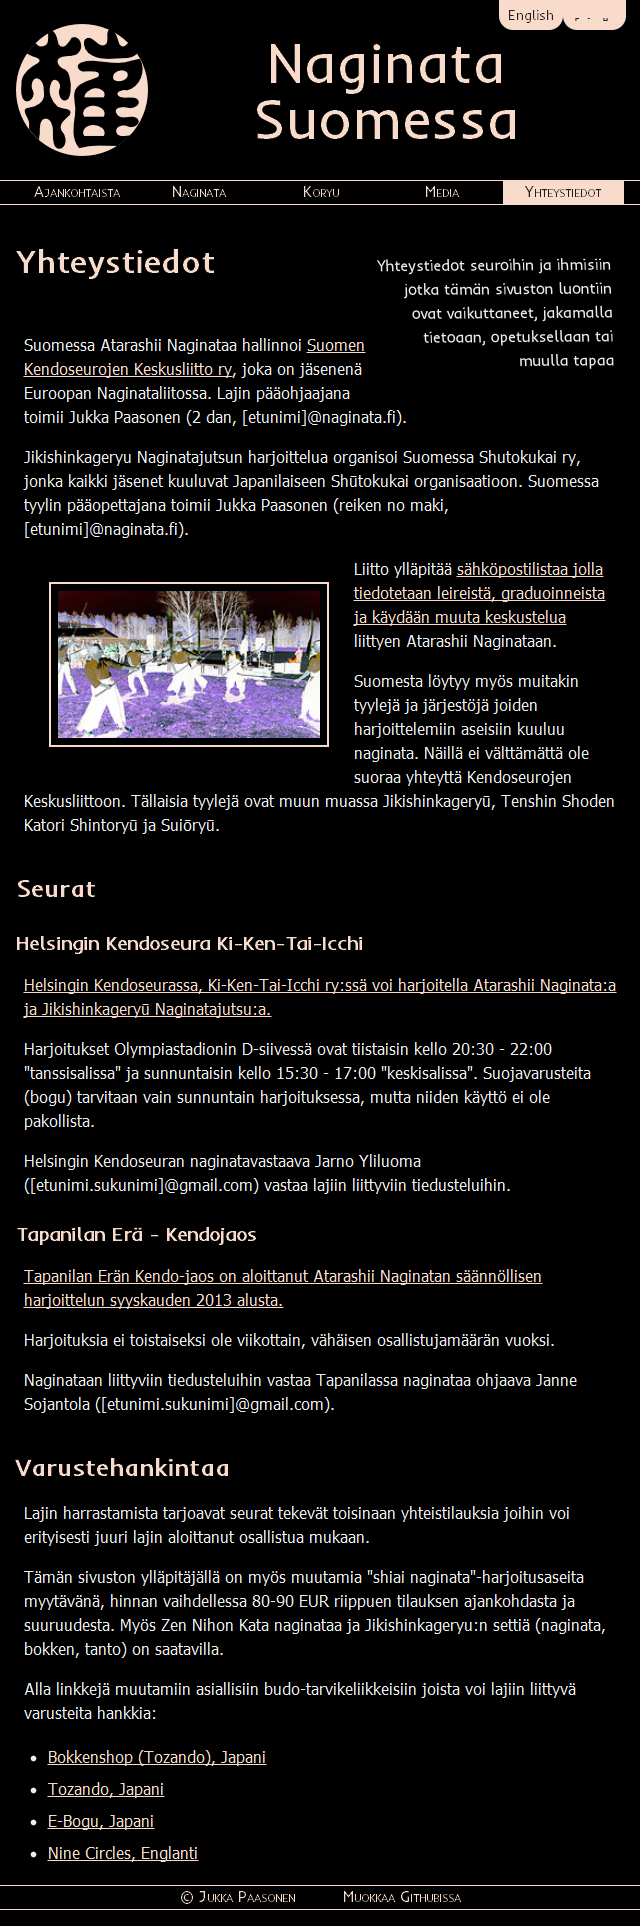 English
Naginata
Suomessa
Ajankohtaista Naginata Koryu Media Yhteystiedot
Yhteystiedot
Yhteystiedot seuroihin ja ihmisiin
jotka tämän sivuston luontiin
ovat vaikuttaneet, jakamalla
tietoaan, opetuksellaan tai
muulla tapaa
Suomessa Atarashii Naginataa hallinnoi Suomen
Kendoseurojen Keskusliitto ry, joka on jäsenenä
Euroopan Naginataliitossa. Lajin pääohjaajana
toimii Jukka Paasonen (2 dan, [etunimi]@naginata.fi).
Jikishinkageryu Naginatajutsun harjoittelua organisoi Suomessa Shutokukai ry,
jonka kaikki jäsenet kuuluvat Japanilaiseen Shūtokukai organisaatioon. Suomessa
tyylin pääopettajana toimii Jukka Paasonen (reiken no maki,
[etunimi]@naginata.fi).
Liitto ylläpitää sähköpostilistaa jolla
tiedotetaan leireistä, graduoinneista
ja käydään muuta keskustelua
liittyen Atarashii Naginataan.
Suomesta löytyy myös muitakin
tyylejä ja järjestöjä joiden
harjoittelemiin aseisiin kuuluu
naginata. Näillä ei välttämättä ole
suoraa yhteyttä Kendoseurojen
Keskusliittoon. Tällaisia tyylejä ovat muun muassa Jikishinkageryū, Tenshin Shoden
Katori Shintoryū ja Suiōryū.
Seurat
Helsingin Kendoseura Ki-Ken-Tai-Icchi
Helsingin Kendoseurassa, Ki-Ken-Tai-Icchi ry:ssä voi harjoitella Atarashii Naginata:a
ja Jikishinkageryū Naginatajutsu:a.
Harjoitukset Olympiastadionin D-siivessä ovat tiistaisin kello 20:30 - 22:00
"tanssisalissa" ja sunnuntaisin kello 15:30 - 17:00 "keskisalissa". Suojavarusteita
(bogu) tarvitaan vain sunnuntain harjoituksessa, mutta niiden käyttö ei ole
pakollista.
Helsingin Kendoseuran naginatavastaava Jarno Yliluoma
([etunimi.sukunimi]@gmail.com) vastaa lajiin liittyviin tiedusteluihin.
Tapanilan Erä - Kendojaos
Tapanilan Erän Kendo-jaos on aloittanut Atarashii Naginatan säännöllisen
harjoittelun syyskauden 2013 alusta.
Harjoituksia ei toistaiseksi ole viikottain, vähäisen osallistujamäärän vuoksi.
Naginataan liittyviin tiedusteluihin vastaa Tapanilassa naginataa ohjaava Janne
Sojantola ([etunimi.sukunimi]@gmail.com).
Varustehankintaa
Lajin harrastamista tarjoavat seurat tekevät toisinaan yhteistilauksia joihin voi
erityisesti juuri lajin aloittanut osallistua mukaan.
Tämän sivuston ylläpitäjällä on myös muutamia "shiai naginata"-harjoitusaseita
myytävänä, hinnan vaihdellessa 80-90 EUR riippuen tilauksen ajankohdasta ja
suuruudesta. Myös Zen Nihon Kata naginataa ja Jikishinkageryu:n settiä (naginata,
bokken, tanto) on saatavilla.
Alla linkkejä muutamiin asiallisiin budo-tarvikeliikkeisiin joista voi lajiin liittyvä
varusteita hankkia:
• Bokkenshop (Tozando), Japani
• Tozando, Japani
• E-Bogu, Japani
• Nine Circles, Englanti
© Jukka Paasonen Muokkaa Githubissa